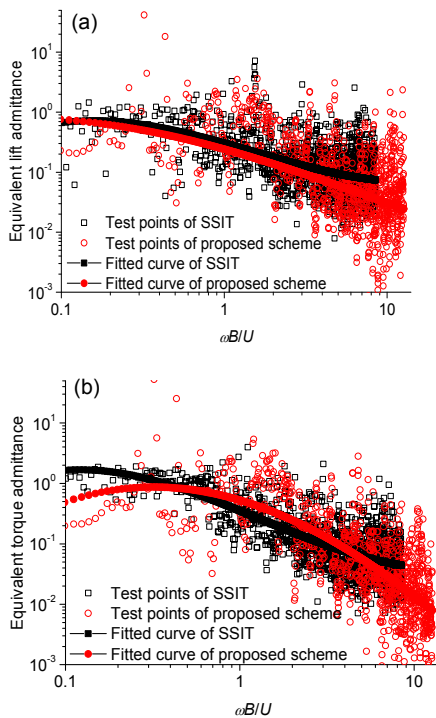 (a)
10¹
10⁰
10⁻¹
10⁻²
10⁻³
Equivalent lift admittance
Test points of SSIT
Test points of proposed scheme
Fitted curve of SSIT
Fitted curve of proposed scheme
0.1 1 10
ωB/U
(b)
10¹
10⁰
10⁻¹
10⁻²
10⁻³
Equivalent torque admittance
Test points of SSIT
Test points of proposed scheme
Fitted curve of SSIT
Fitted curve of proposed scheme
0.1 1 10
ωB/U